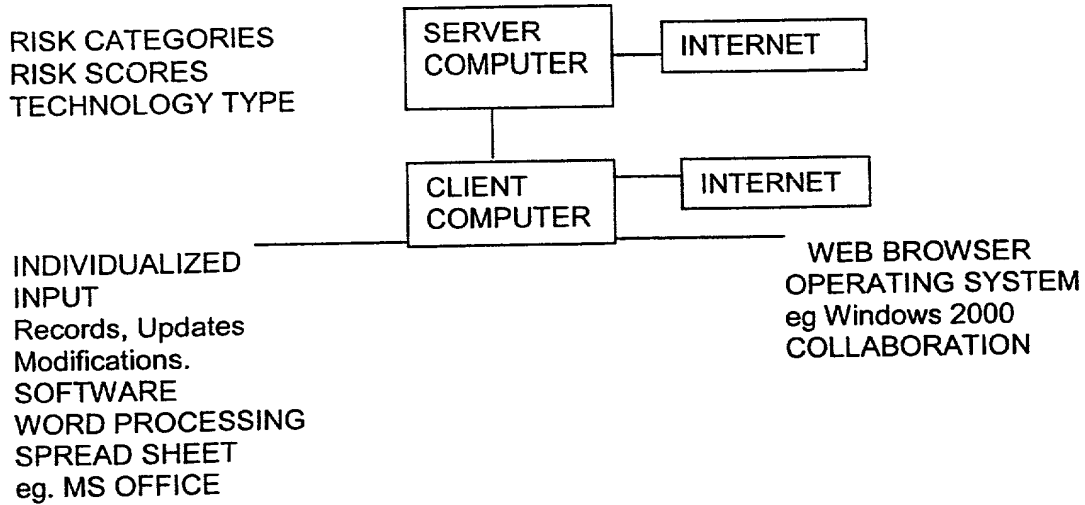 RISK CATEGORIES
RISK SCORES
TECHNOLOGY TYPE
SERVER
COMPUTER
INTERNET
CLIENT
COMPUTER
INTERNET
INDIVIDUALIZED
INPUT
Records, Updates
Modifications.
SOFTWARE
WORD PROCESSING
SPREAD SHEET
eg. MS OFFICE
WEB BROWSER
OPERATING SYSTEM
eg Windows 2000
COLLABORATION